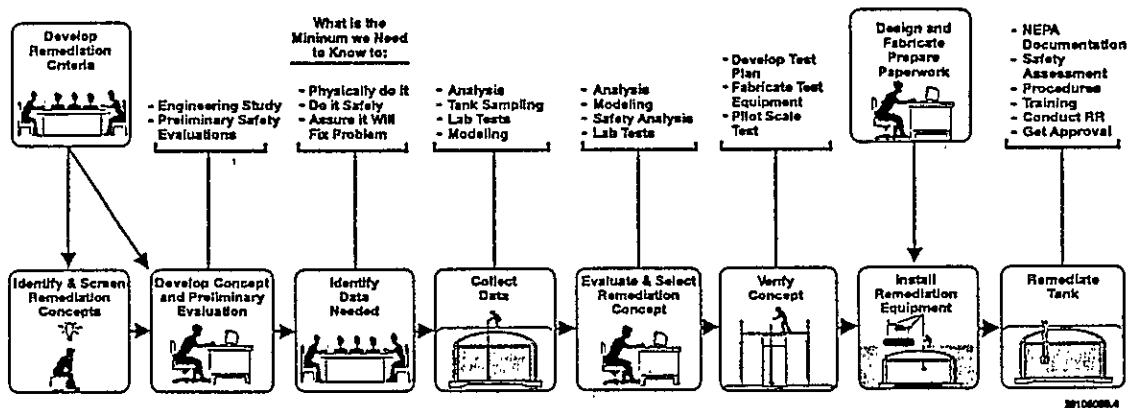 Develop
Remediation
Criteria
- Engineering Study
- Preliminary Safety
Evaluations
What is the
Mininum we Need
to Know to:
- Physically do it
- Do it Safely
- Assure it Will
Fix Problem
- Analysis
- Tank Sampling
- Lab Tests
- Modeling
- Analysis
- Modeling
- Safety Analysis
- Lab Tests
- Develop Test
Plan
- Fabricate Test
Equipment
- Pilot Scale
Test
Design and
Fabricate
Prepare
Paperwork
- NEPA
Documentation
- Safety
Assessment
- Procedures
- Training
- Conduct RR
- Get Approval
Identify & Screen
Remediation
Concepts
Develop Concept
and Preliminary
Evaluation
Identify
Data
Needed
Collect
Data
Evaluate & Select
Remediation
Concept
Verify
Concept
Install
Remediation
Equipment
Remediate
Tank